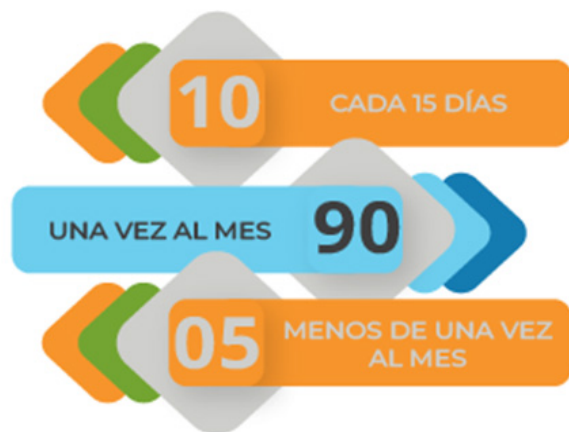 10 CADA 15 DÍAS
UNA VEZ AL MES 90
05 MENOS DE UNA VEZ
AL MES